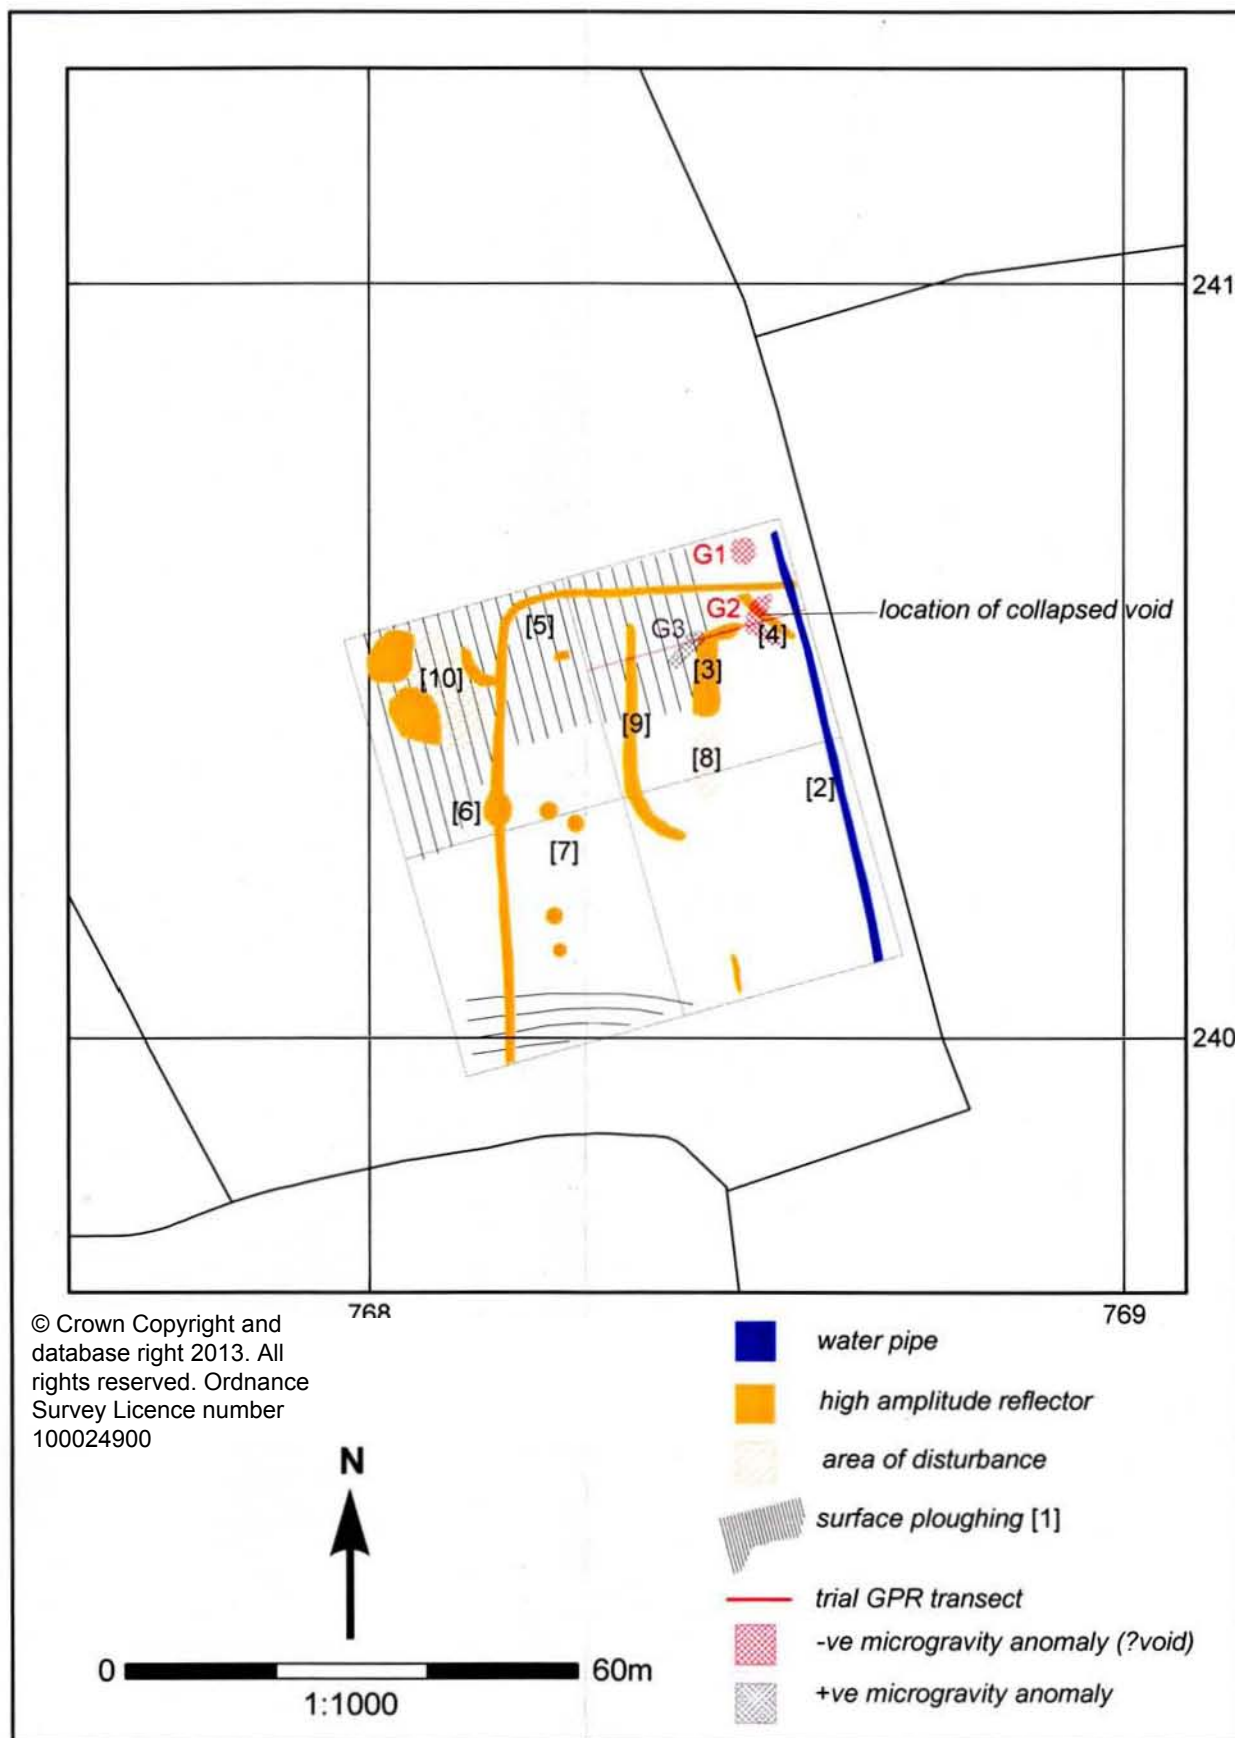 241
G1
G2
location of collapsed void
G3
[4]
[5]
[3]
[10]
[9]
[8]
[2]
[6]
[7]
240
768
769
© Crown Copyright and
database right 2013. All
rights reserved. Ordnance
Survey Licence number
100024900
water pipe
high amplitude reflector
area of disturbance
surface ploughing [1]
trial GPR transect
-ve microgravity anomaly (?void)
+ve microgravity anomaly
N
0 60m
1:1000